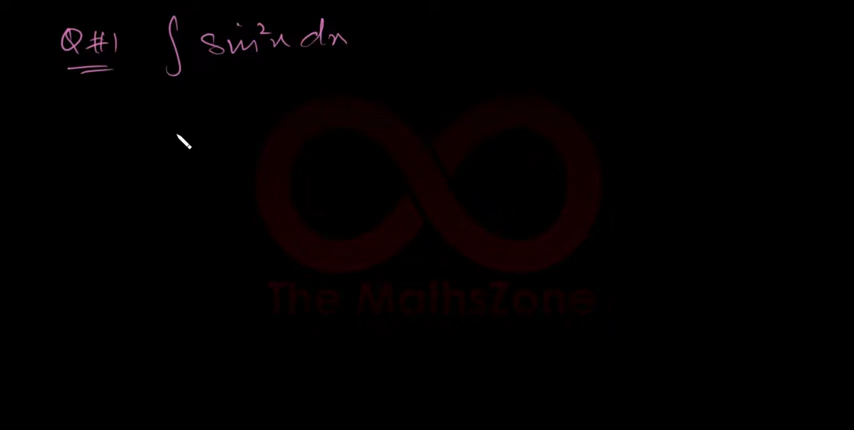 Q#1 ∫ sin²x dx
The MathsZone